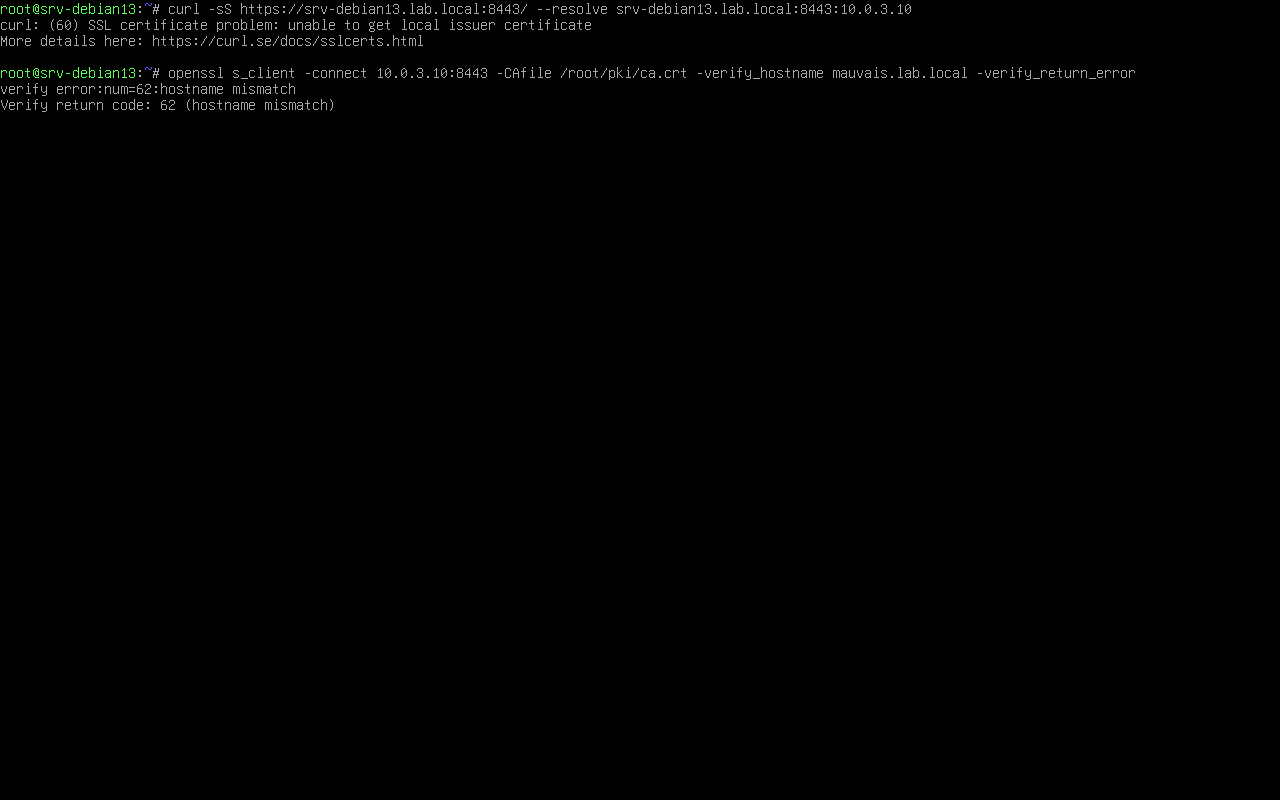 root@srv-debian13:~# curl -sS https://srv-debian13.lab.local:8443/ --resolve srv-debian13.lab.local:8443:10.0.3.10
curl: (60) SSL certificate problem: unable to get local issuer certificate
More details here: https://curl.se/docs/sslcerts.html
root@srv-debian13:~# openssl s_client -connect 10.0.3.10:8443 -CAfile /root/pki/ca.crt -verify_hostname mauvais.lab.local -verify_return_error
verify error:num=62:hostname mismatch
Verify return code: 62 (hostname mismatch)